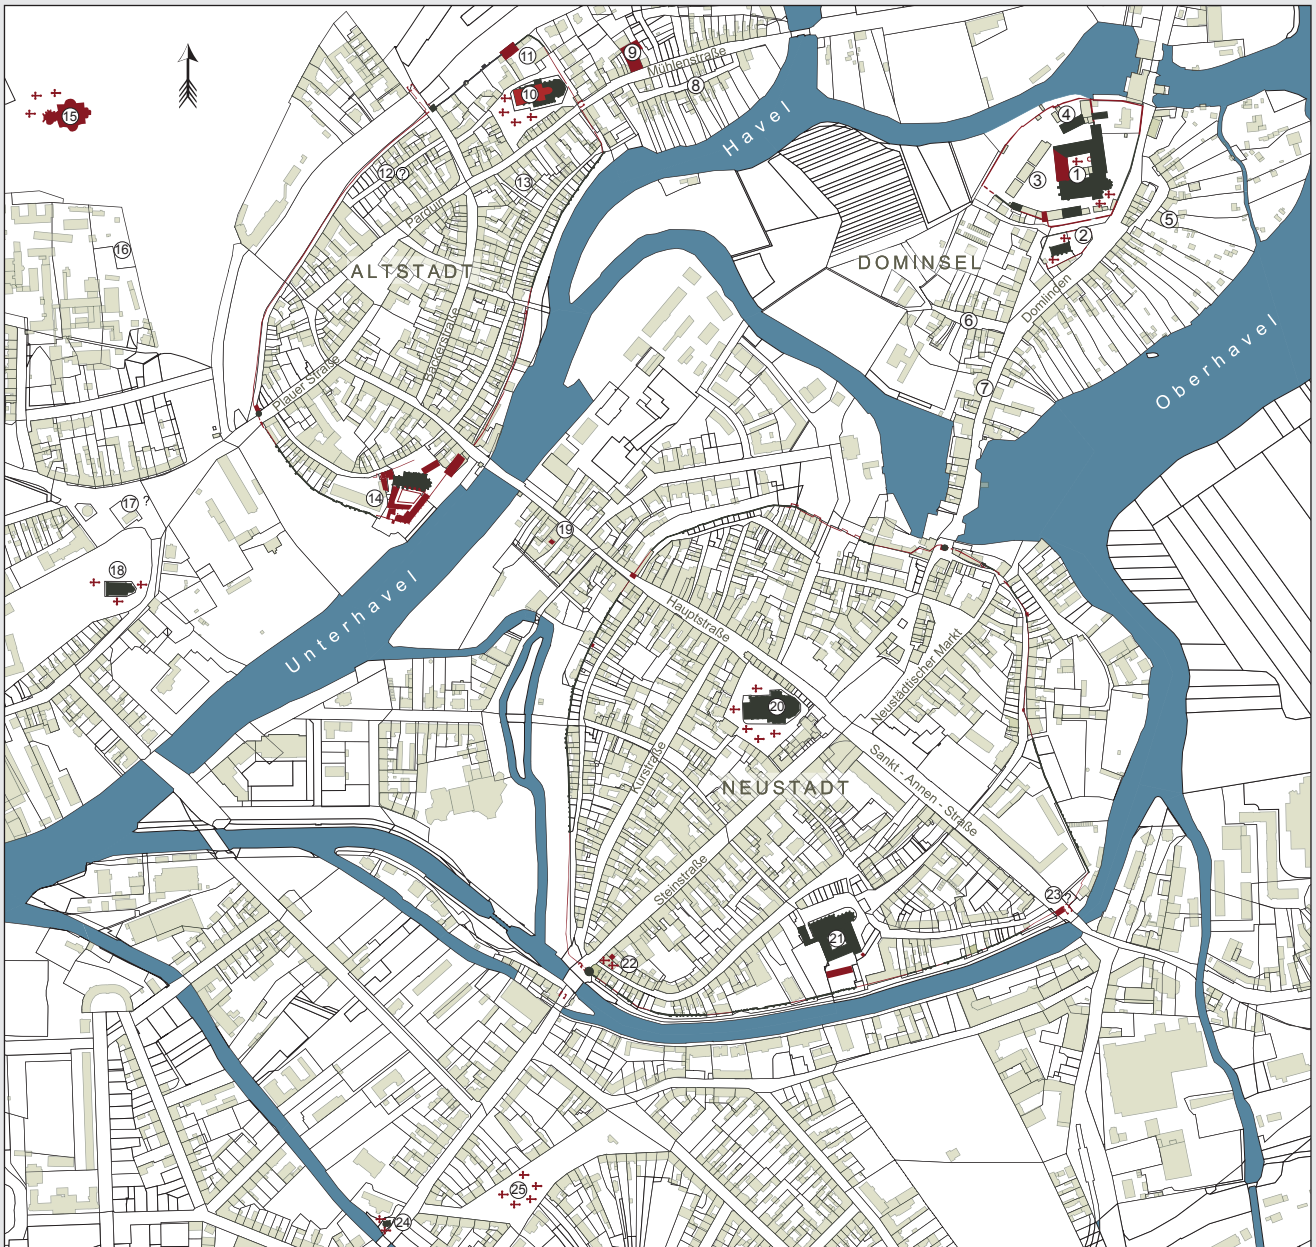 9
11
Mühlenstraße
8
10
15
Havel
4
1
3
12 ?
13
Parduin
5
2
16
ALTSTADT
DOMINSEL
Domlinden
6
Oberhavel
Bäckerstraße
Plauer Straße
7
14
17 ?
19
18
Unterhavel
Hauptstraße
Neustädtischer Markt
20
Kurstraße
Sankt - Annen - Straße
NEUSTADT
Steinstraße
23 ?
21
22
25
24